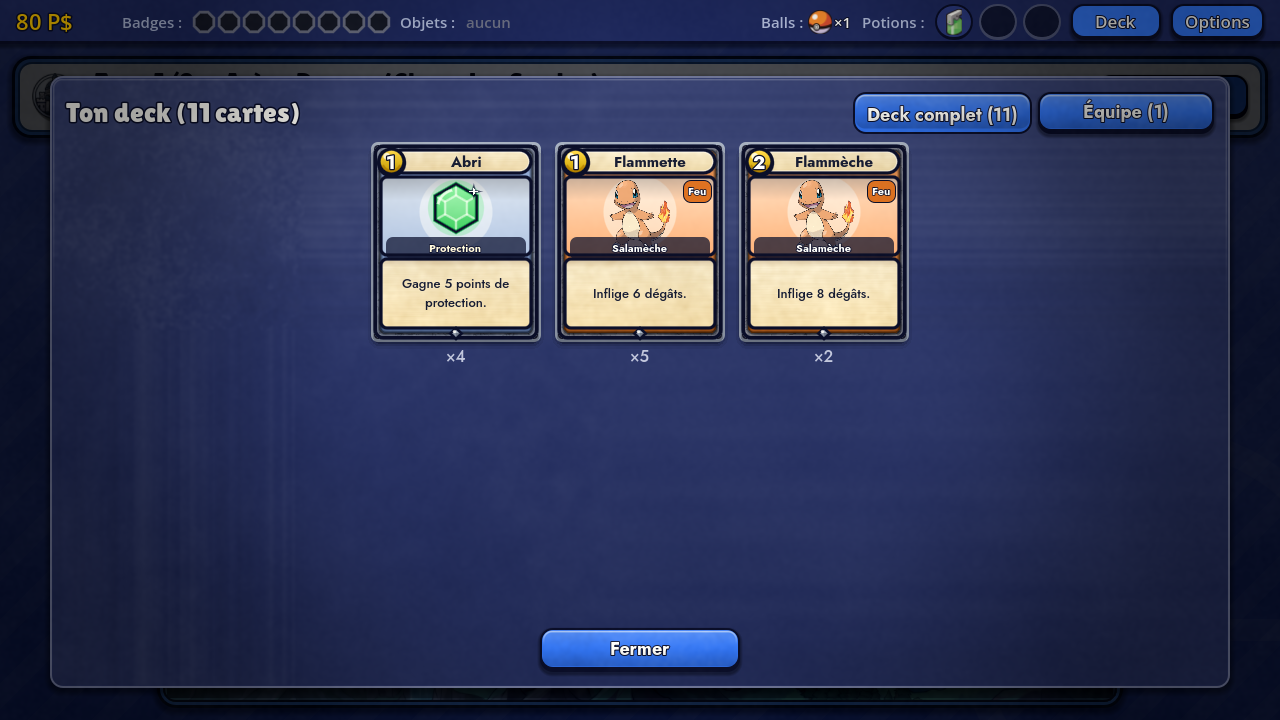 80 P$
Badges :
Objets : aucun
Balls : ×1
Potions :
Deck
Options
Ton deck (11 cartes)
Deck complet (11)
Équipe (1)
1 Abri
Protection
Gagne 5 points de
protection.
×4
1 Flammette
Feu
Salamèche
Inflige 6 dégâts.
×5
2 Flammèche
Feu
Salamèche
Inflige 8 dégâts.
×2
Fermer